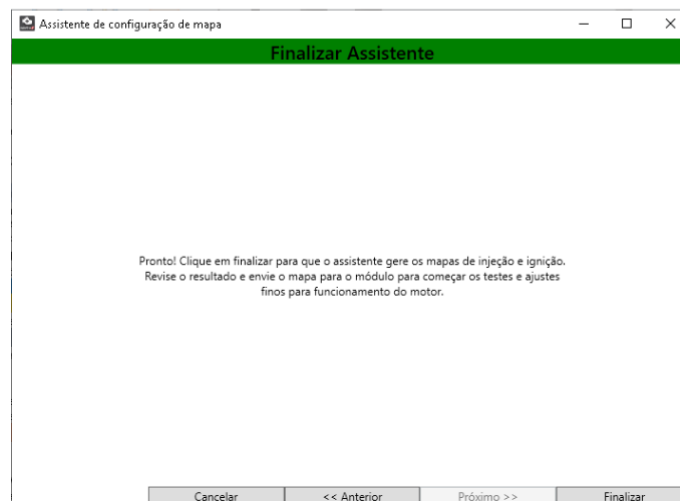 Assistente de configuração de mapa
Finalizar Assistente
Pronto! Clique em finalizar para que o assistente gere os mapas de injeção e ignição.
Revise o resultado e envie o mapa para o módulo para começar os testes e ajustes
finos para funcionamento do motor.
Cancelar
<< Anterior
Próximo >>
Finalizar